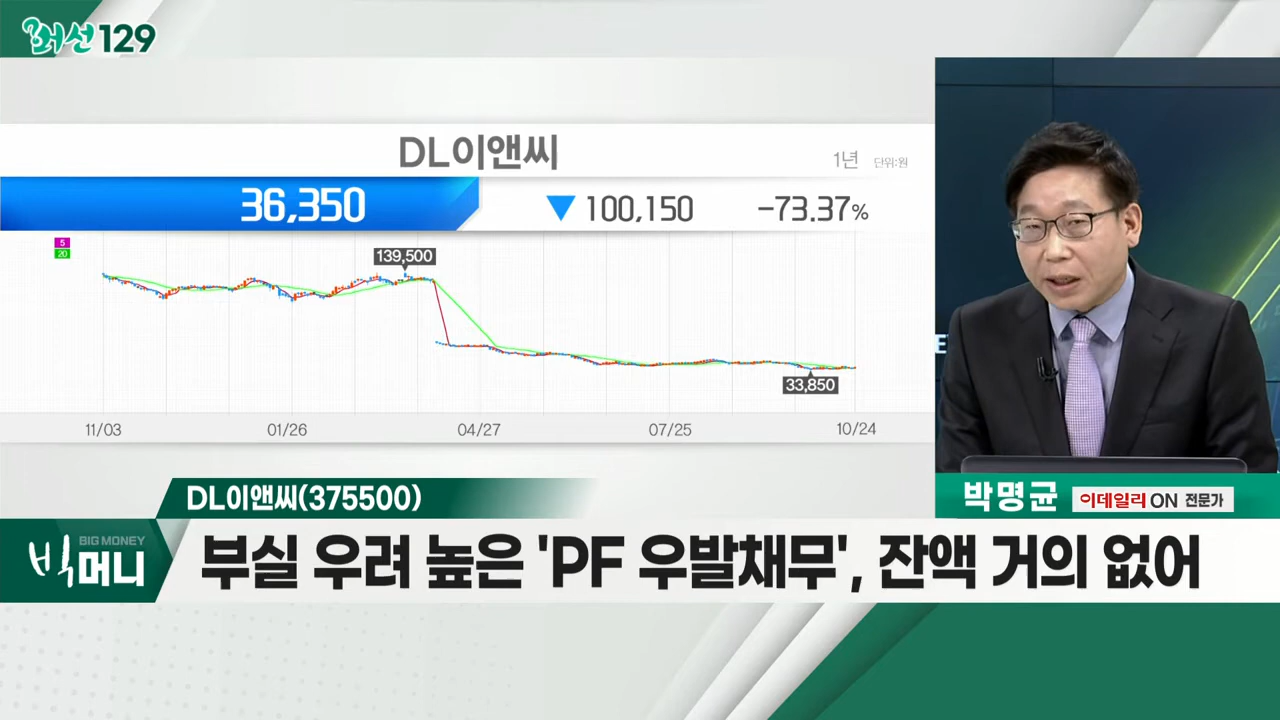 머선129
DL이앤씨
1년 단위:원
36,350 ▼ 100,150 -73.37%
5
20
139,500
33,850
11/03 01/26 04/27 07/25 10/24
박명균 이데일리ON 전문가
DL이앤씨(375500)
BIG MONEY
빅머니
부실 우려 높은 'PF 우발채무', 잔액 거의 없어